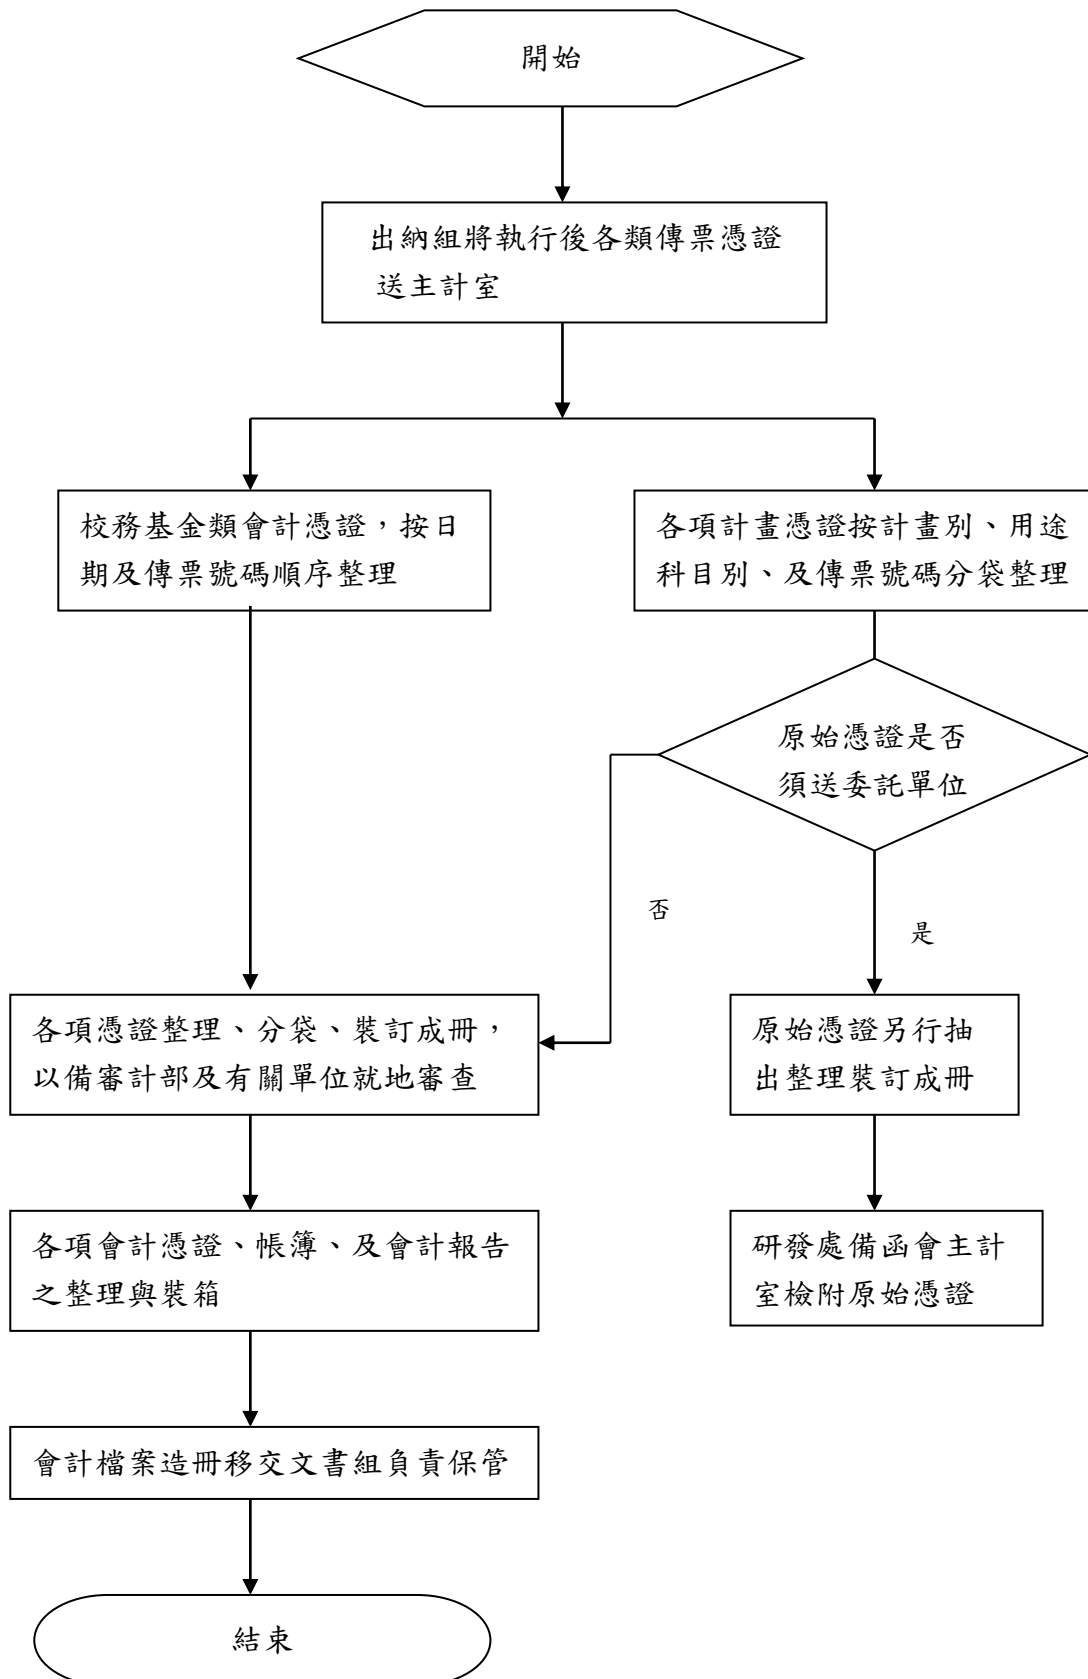 開始
出納組將執行後各類傳票憑證
送主計室
校務基金類會計憑證，按日
期及傳票號碼順序整理
各項計畫憑證按計畫別、用途
科目別、及傳票號碼分袋整理
原始憑證是否
須送委託單位
否
是
各項憑證整理、分袋、裝訂成冊，
以備審計部及有關單位就地審查
原始憑證另行抽
出整理裝訂成冊
各項會計憑證、帳簿、及會計報告
之整理與裝箱
研發處備函會主計
室檢附原始憑證
會計檔案造冊移交文書組負責保管
結束